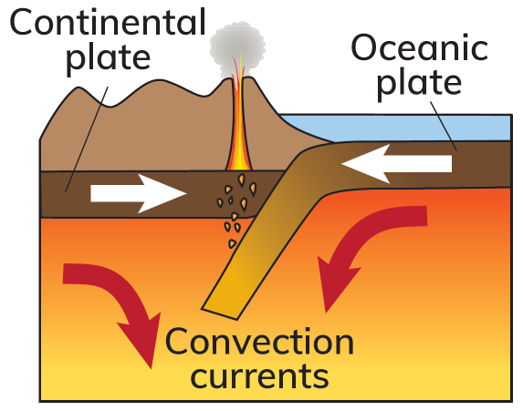 Continental
plate
Oceanic
plate
Convection
currents